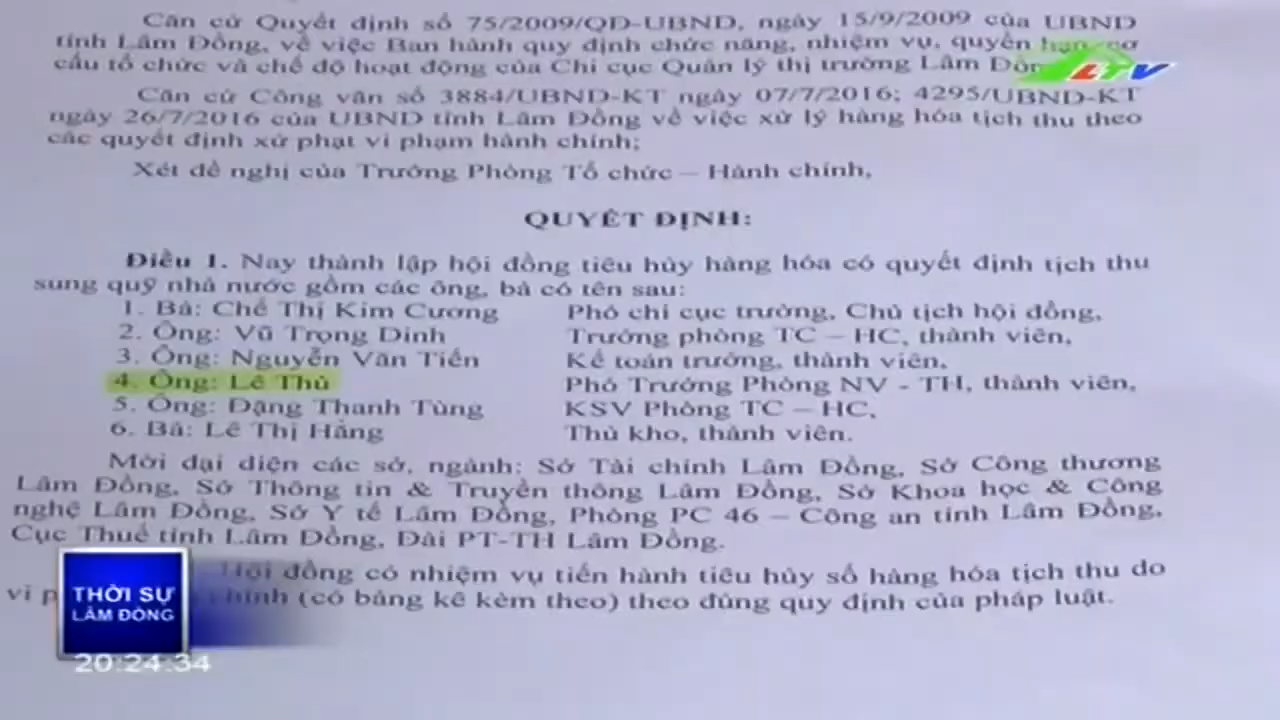 Căn cứ Quyết định số 75/2009/QĐ-UBND, ngày 15/9/2009 của UBND
tỉnh Lâm Đồng, về việc Ban hành quy định chức năng, nhiệm vụ, quyền hạn, cơ
cấu tổ chức và chế độ hoạt động của Chi cục Quản lý thị trường Lâm Đồng
LTV
Căn cứ Công văn số 3884/UBND-KT ngày 07/7/2016; 4295/UBND-KT
ngày 26/7/2016 của UBND tỉnh Lâm Đồng về việc xử lý hàng hóa tịch thu theo
các quyết định xử phạt vi phạm hành chính;
Xét đề nghị của Trưởng Phòng Tổ chức – Hành chính,
QUYẾT ĐỊNH:
Điều 1. Nay thành lập hội đồng tiêu hủy hàng hóa có quyết định tịch thu
sung quỹ nhà nước gồm các ông, bà có tên sau:
1. Bà: Chế Thị Kim Cương Phó chi cục trưởng, Chủ tịch hội đồng,
2. Ông: Vũ Trọng Dinh Trưởng phòng TC – HC, thành viên,
3. Ông: Nguyễn Văn Tiến Kế toán trưởng, thành viên,
4. Ông: Lê Thủ Phó Trưởng Phòng NV - TH, thành viên,
5. Ông: Đặng Thanh Tùng KSV Phòng TC – HC,
6. Bà: Lê Thị Hằng Thủ kho, thành viên.
Mời đại diện các sở, ngành: Sở Tài chính Lâm Đồng, Sở Công thương
Lâm Đồng, Sở Thông tin & Truyền thông Lâm Đồng, Sở Khoa học & Công
nghệ Lâm Đồng, Sở Y tế Lâm Đồng, Phòng PC 46 – Công an tỉnh Lâm Đồng,
Cục Thuế tỉnh Lâm Đồng, Đài PT-TH Lâm Đồng.
Hội đồng có nhiệm vụ tiến hành tiêu hủy số hàng hóa tịch thu do
vi chính (có bảng kê kèm theo) theo đúng quy định của pháp luật.
THỜI SỰ
LÂM ĐỒNG
20:24:34